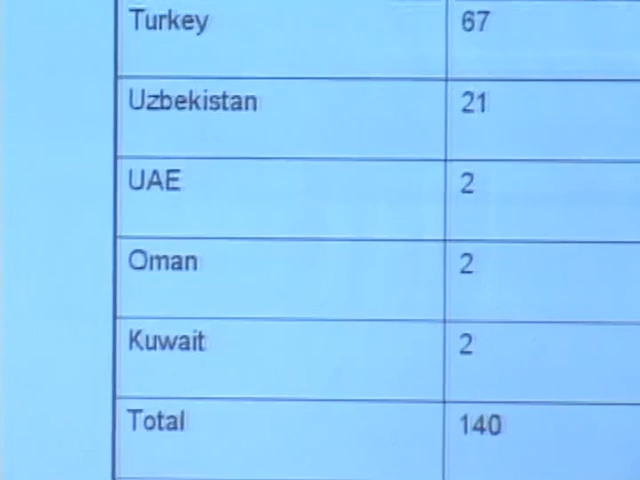 Turkey 67
Uzbekistan 21
UAE 2
Oman 2
Kuwait 2
Total 140